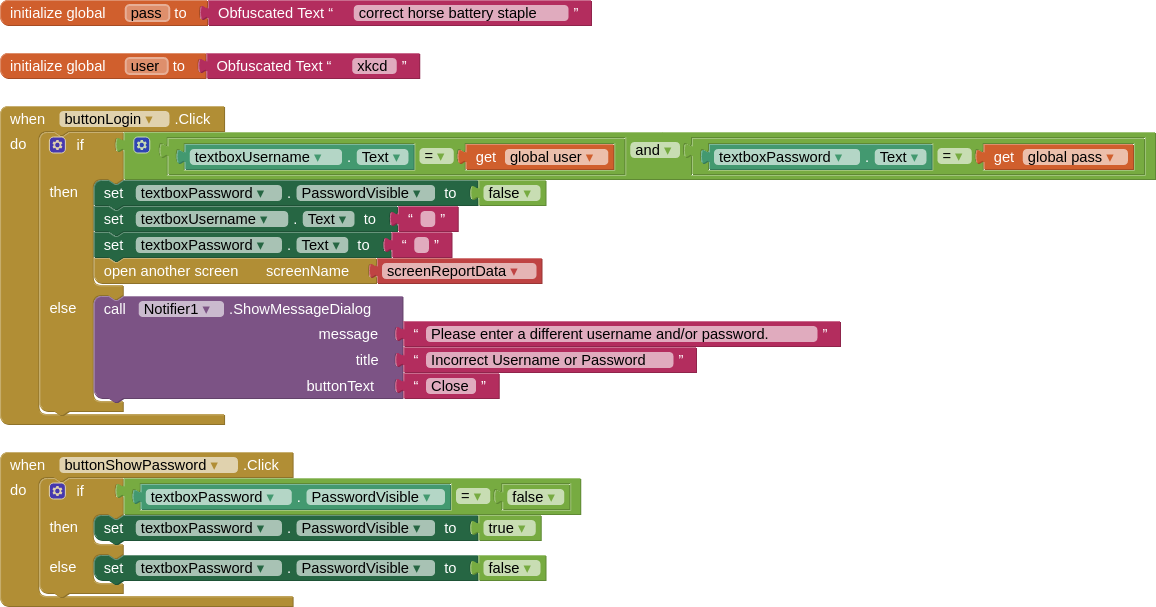 initialize global pass to Obfuscated Text “ correct horse battery staple ”
initialize global user to Obfuscated Text “ xkcd ”
when buttonLogin ▾ .Click
do if textboxUsername ▾ . Text ▾ = ▾ get global user ▾ and ▾ textboxPassword ▾ . Text ▾ = ▾ get global pass ▾
then set textboxPassword ▾ . PasswordVisible ▾ to false ▾
set textboxUsername ▾ . Text ▾ to “ ”
set textboxPassword ▾ . Text ▾ to “ ”
open another screen screenName screenReportData ▾
else call Notifier1 ▾ .ShowMessageDialog
message “ Please enter a different username and/or password. ”
title “ Incorrect Username or Password ”
buttonText “ Close ”
when buttonShowPassword ▾ .Click
do if textboxPassword ▾ . PasswordVisible ▾ = ▾ false ▾
then set textboxPassword ▾ . PasswordVisible ▾ to true ▾
else set textboxPassword ▾ . PasswordVisible ▾ to false ▾